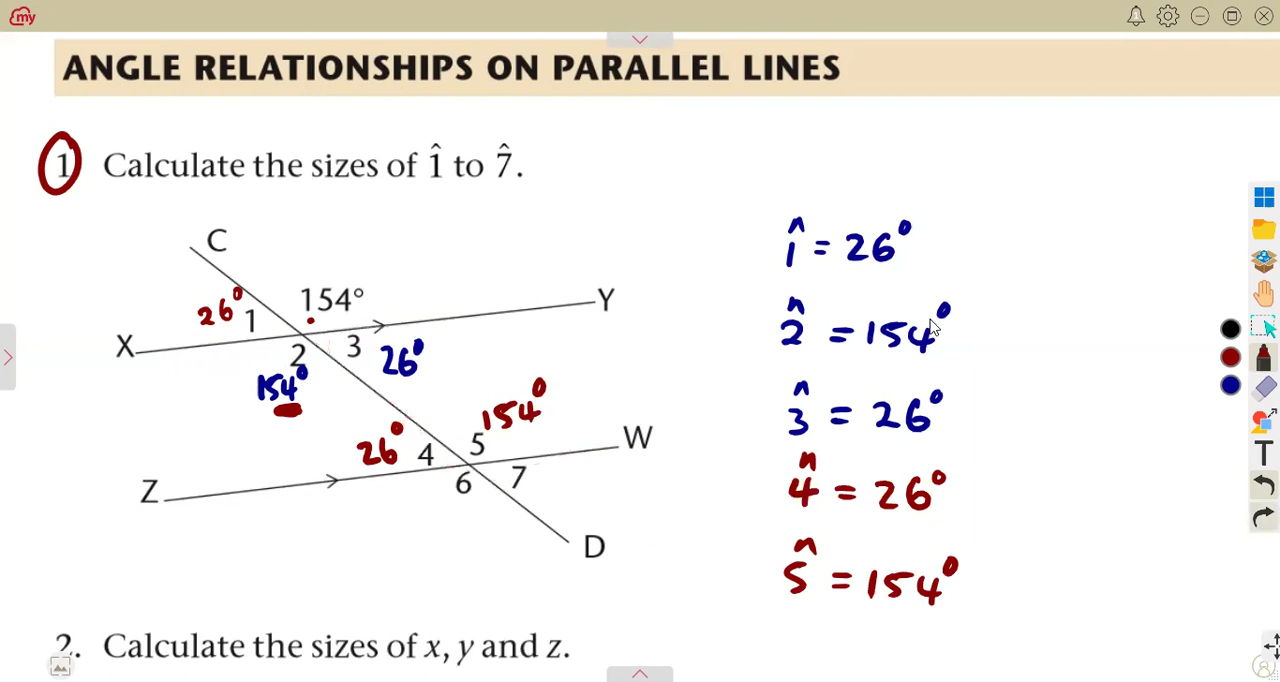 my
ANGLE RELATIONSHIPS ON PARALLEL LINES
1 Calculate the sizes of 1̂ to 7̂.
C
26° 1 154° Y
X 2 3 26°
154°
154°
26° 4 5 W
Z 6 7
D
1̂ = 26°
2̂ = 154°
3̂ = 26°
4̂ = 26°
5̂ = 154°
2. Calculate the sizes of x, y and z.
T